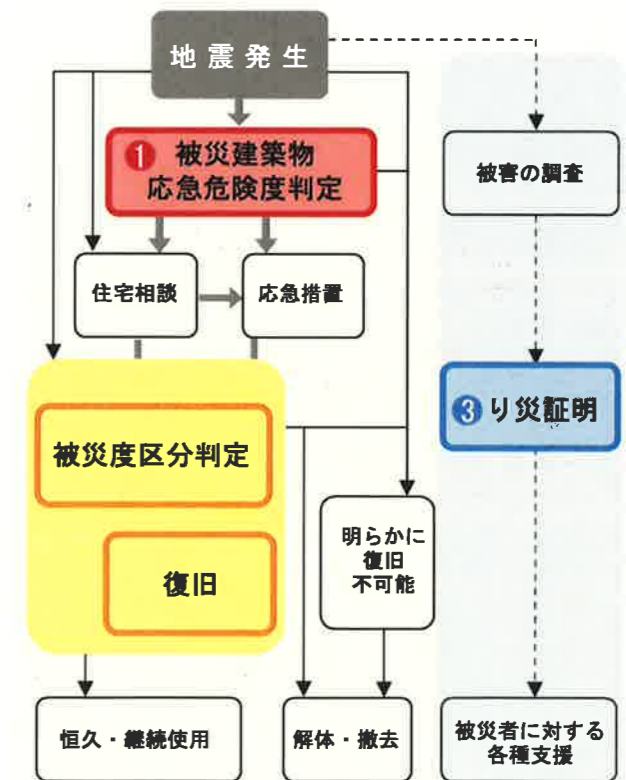 地震発生
❶ 被災建築物
応急危険度判定
被害の調査
住宅相談
応急措置
❸ り災証明
被災度区分判定
明らかに
復旧
不可能
復旧
恒久・継続使用
解体・撤去
被災者に対する
各種支援